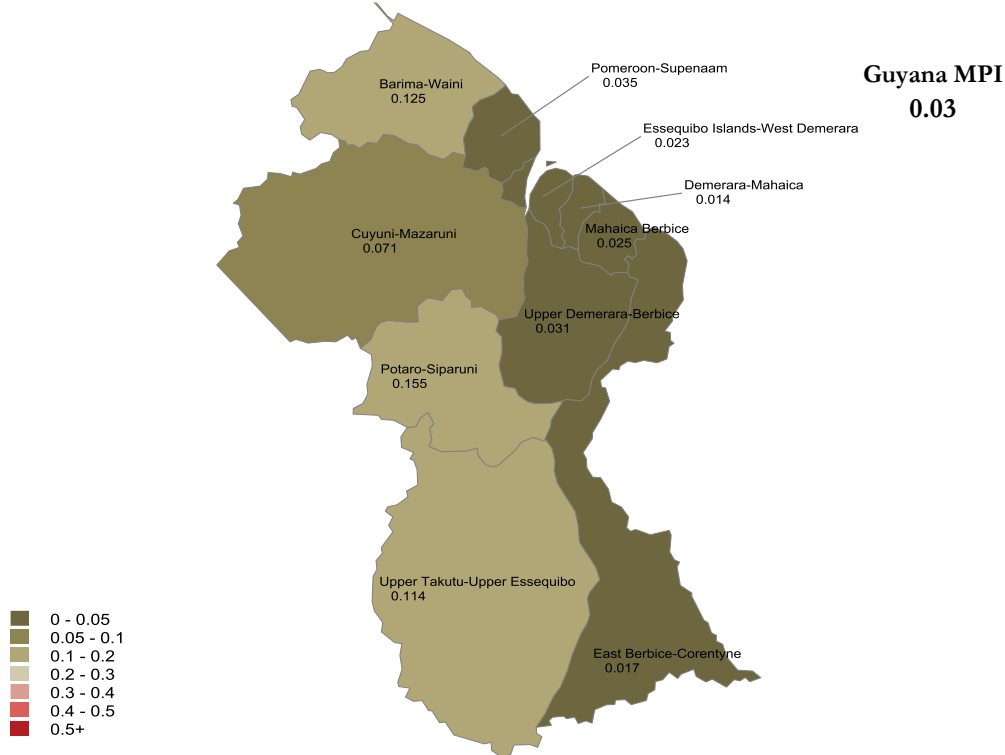 Guyana MPI
0.03
Pomeroon-Supenaam
0.035
Barima-Waini
0.125
Essequibo Islands-West Demerara
0.023
Demerara-Mahaica
0.014
Mahaica Berbice
0.025
Cuyuni-Mazaruni
0.071
Upper Demerara-Berbice
0.031
Potaro-Siparuni
0.155
Upper Takutu-Upper Essequibo
0.114
East Berbice-Corentyne
0.017
0 - 0.05
0.05 - 0.1
0.1 - 0.2
0.2 - 0.3
0.3 - 0.4
0.4 - 0.5
0.5+